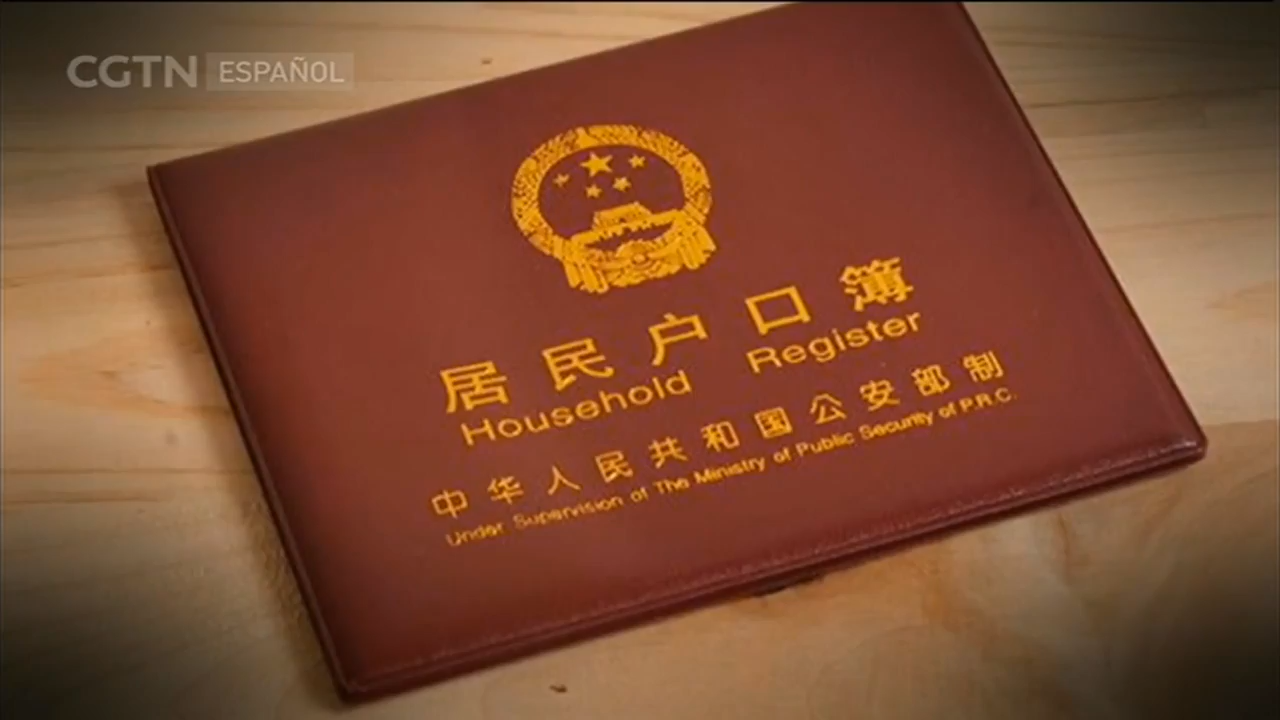 CGTN ESPAÑOL
居民户口簿
Household Register
中华人民共和国公安部制
Under Supervision of The Ministry of Public Security of P.R.C.